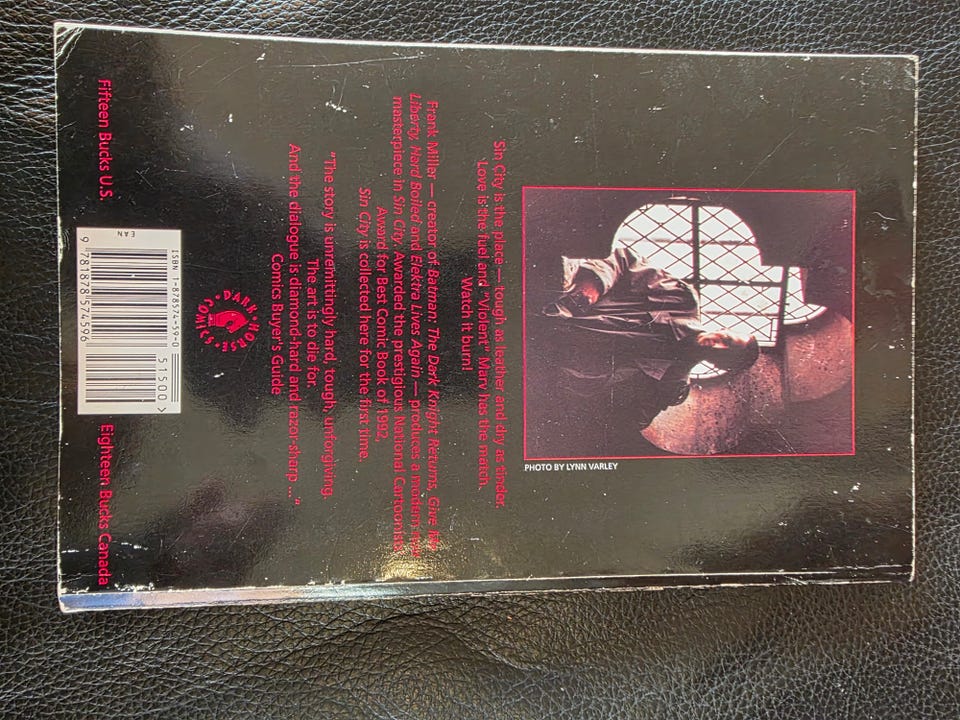 PHOTO BY LYNN VARLEY
Sin City is the place — tough as leather and dry as tinder.
Love is the fuel and "Violent" Marv has the match.
Watch it burn!
Frank Miller — creator of Batman: The Dark Knight Returns, Give Me
Liberty, Hard Boiled and Elektra Lives Again — produces a modern
masterpiece in Sin City. Awarded the prestigious National Cartoonists
Award for Best Comic Book of 1992,
Sin City is collected here for the first time.
"The story is unremittingly hard, tough, unforgiving.
The art is to die for.
And the dialogue is diamond-hard and razor-sharp ..."
Comics Buyer's Guide
DARK HORSE COMICS
Fifteen Bucks U.S.
ISBN 1-878574-59-0
51500>
EAN
9 781878 574596
Eighteen Bucks Canada